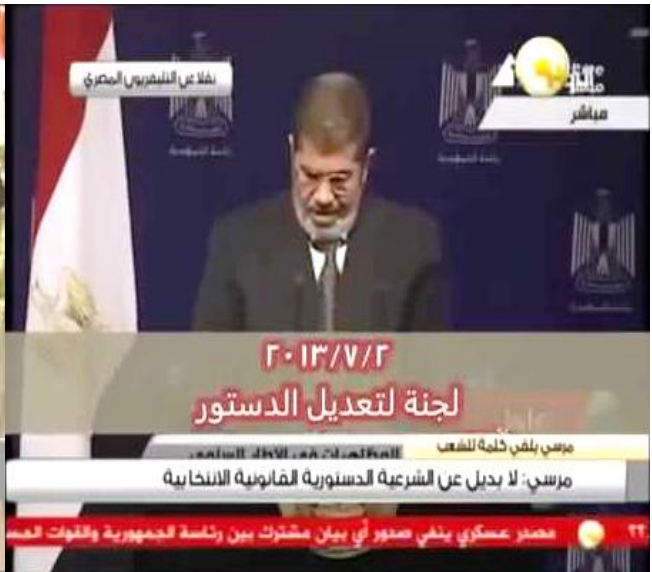 نقلا عن التليفزيون المصري
مباشر
٢٠١٣/٧/٢
لجنة لتعديل الدستور
عاجل
مرسي يلقي كلمة للشعب
مرسي: لا بديل عن الشرعية الدستورية القانونية الانتخابية
مصدر عسكري ينفي صدور أي بيان مشترك بين رئاسة الجمهورية والقوات